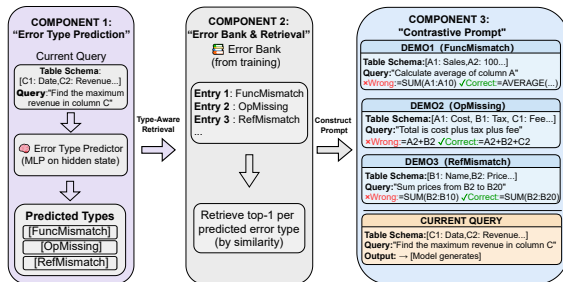 COMPONENT 1:
"Error Type Prediction"
Current Query
Table Schema:
[C1: Date,C2: Revenue...]
Query:"Find the maximum
revenue in column C"
Error Type Predictor
(MLP on hidden state)
Predicted Types
[FuncMismatch]
[OpMissing]
[RefMismatch]
Type-Aware
Retrieval
COMPONENT 2:
"Error Bank & Retrieval"
Error Bank
(from training)
Entry 1: FuncMismatch
Entry 2 : OpMissing
Entry 3 : RefMismatch
...
Retrieve top-1 per
predicted error type
(by similarity)
Construct
Prompt
COMPONENT 3:
"Contrastive Prompt"
DEMO1 (FuncMismatch)
Table Schema:[A1: Sales,A2: 100...]
Query:"Calculate average of column A"
×Wrong:=SUM(A1:A10) ✓Correct:=AVERAGE(...)
DEMO2 (OpMissing)
Table Schema:[A1: Cost, B1: Tax, C1: Fee...]
Query:"Total is cost plus tax plus fee"
×Wrong:=A2+B2 ✓Correct:=A2+B2+C2
DEMO3 (RefMismatch)
Table Schema:[B1: Name,B2: Price...]
Query:"Sum prices from B2 to B20"
×Wrong:=SUM(B2:B10) ✓Correct:=SUM(B2:B20)
CURRENT QUERY
Table Schema:[C1: Data,C2: Revenue...]
Query:"Find the maximum revenue in column C"
Output: → [Model generates]